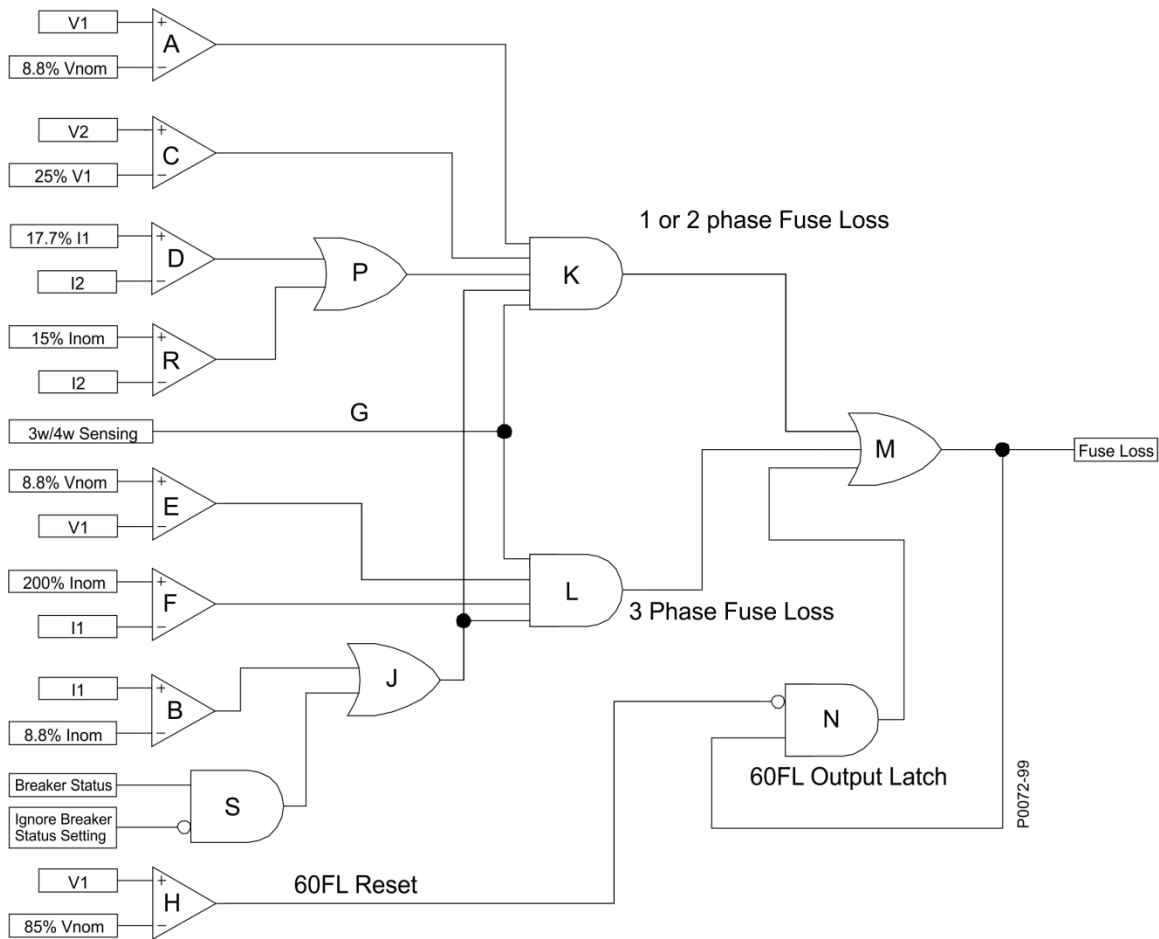 V1
+
A
8.8% Vnom
−
V2
+
C
25% V1
−
1 or 2 phase Fuse Loss
17.7% I1
+
D
P
K
I2
−
15% Inom
+
R
I2
−
G
3w/4w Sensing
M
Fuse Loss
8.8% Vnom
+
E
V1
−
200% Inom
+
F
L
3 Phase Fuse Loss
I1
−
I1
+
B
J
8.8% Inom
−
N
60FL Output Latch
P0072-99
Breaker Status
S
Ignore Breaker
Status Setting
V1
+
H
60FL Reset
85% Vnom
−